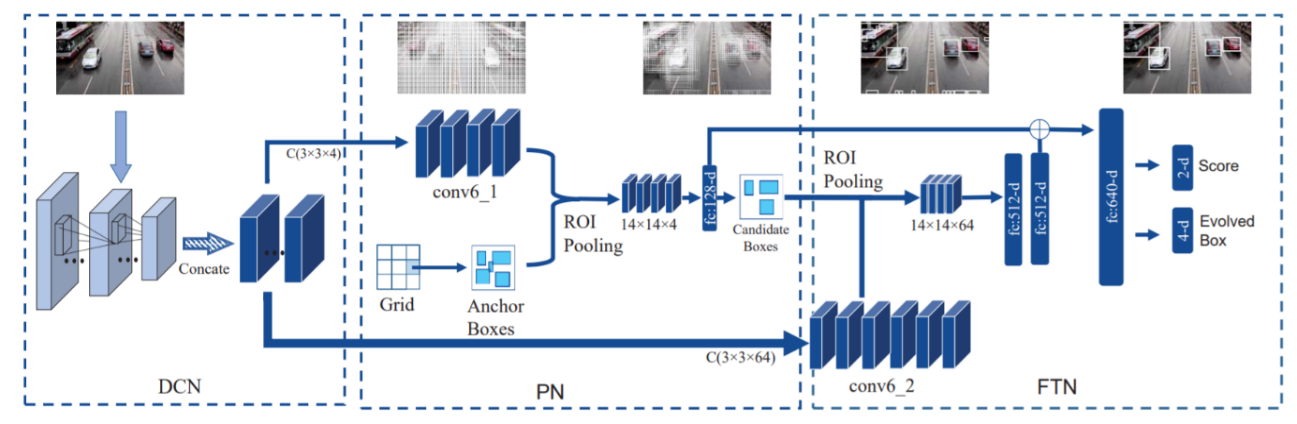 C(3×3×4)
Concate
DCN
conv6_1
Grid
Anchor
Boxes
ROI
Pooling
14×14×4
fc:128-d
Candidate
Boxes
C(3×3×64)
PN
ROI
Pooling
14×14×64
conv6_2
fc:512-d
fc:512-d
fc:640-d
2-d
Score
4-d
Evolved
Box
FTN